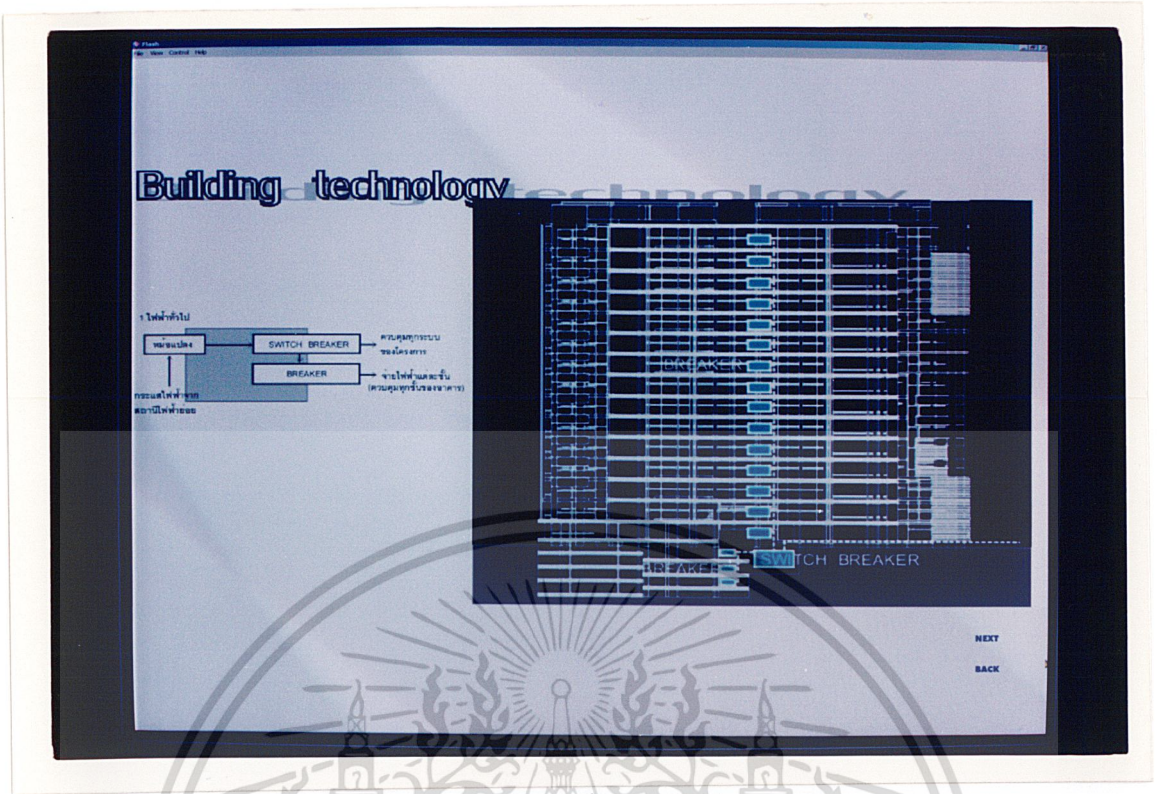 Flash
File View Control Help
Building technology
technology
1 ไฟฟ้าทั่วไป
หม้อแปลง
SWITCH BREAKER
ควบคุมทุกระบบ
ของโครงการ
BREAKER
จ่ายไฟฟ้าแต่ละชั้น
(ควบคุมทุกชั้นของอาคาร)
กระแสไฟฟ้าจาก
สถานีไฟฟ้าย่อย
BREAKER
BREAKER
SWITCH BREAKER
NEXT
BACK